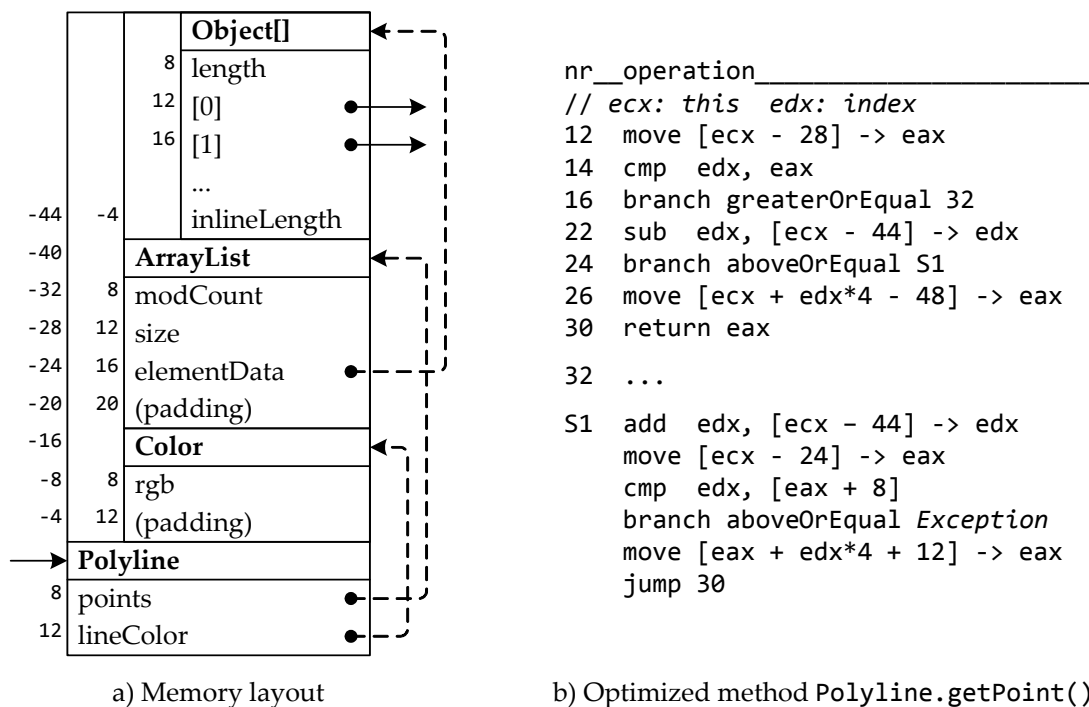 Object[]
8 length
12 [0]
16 [1]
...
-44 -4 inlineLength
-40 ArrayList
-32 8 modCount
-28 12 size
-24 16 elementData
-20 20 (padding)
-16 Color
-8 8 rgb
-4 12 (padding)
Polyline
8 points
12 lineColor
a) Memory layout
nr__operation_______________________
// ecx: this edx: index
12 move [ecx - 28] -> eax
14 cmp edx, eax
16 branch greaterOrEqual 32
22 sub edx, [ecx - 44] -> edx
24 branch aboveOrEqual S1
26 move [ecx + edx*4 - 48] -> eax
30 return eax
32 ...
S1 add edx, [ecx – 44] -> edx
move [ecx - 24] -> eax
cmp edx, [eax + 8]
branch aboveOrEqual Exception
move [eax + edx*4 + 12] -> eax
jump 30
b) Optimized method Polyline.getPoint()